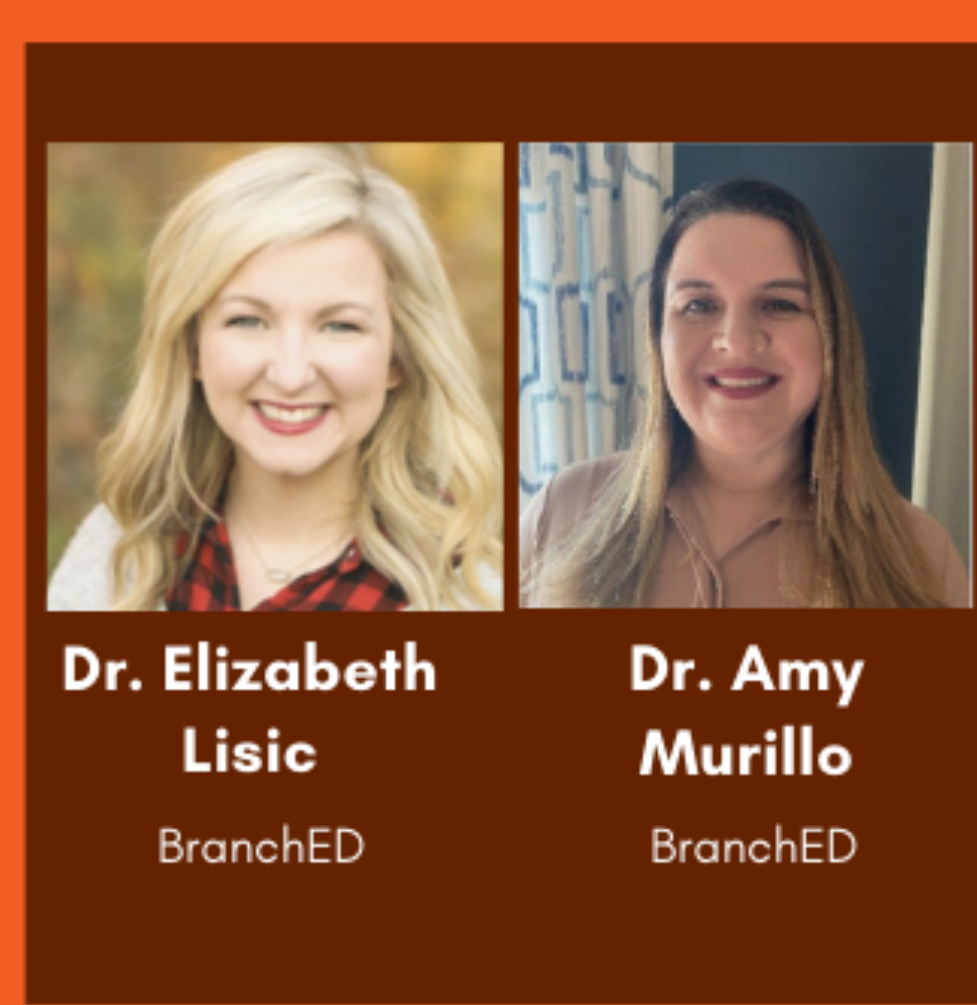 Dr. Elizabeth
Lisic
BranchED
Dr. Amy
Murillo
BranchED